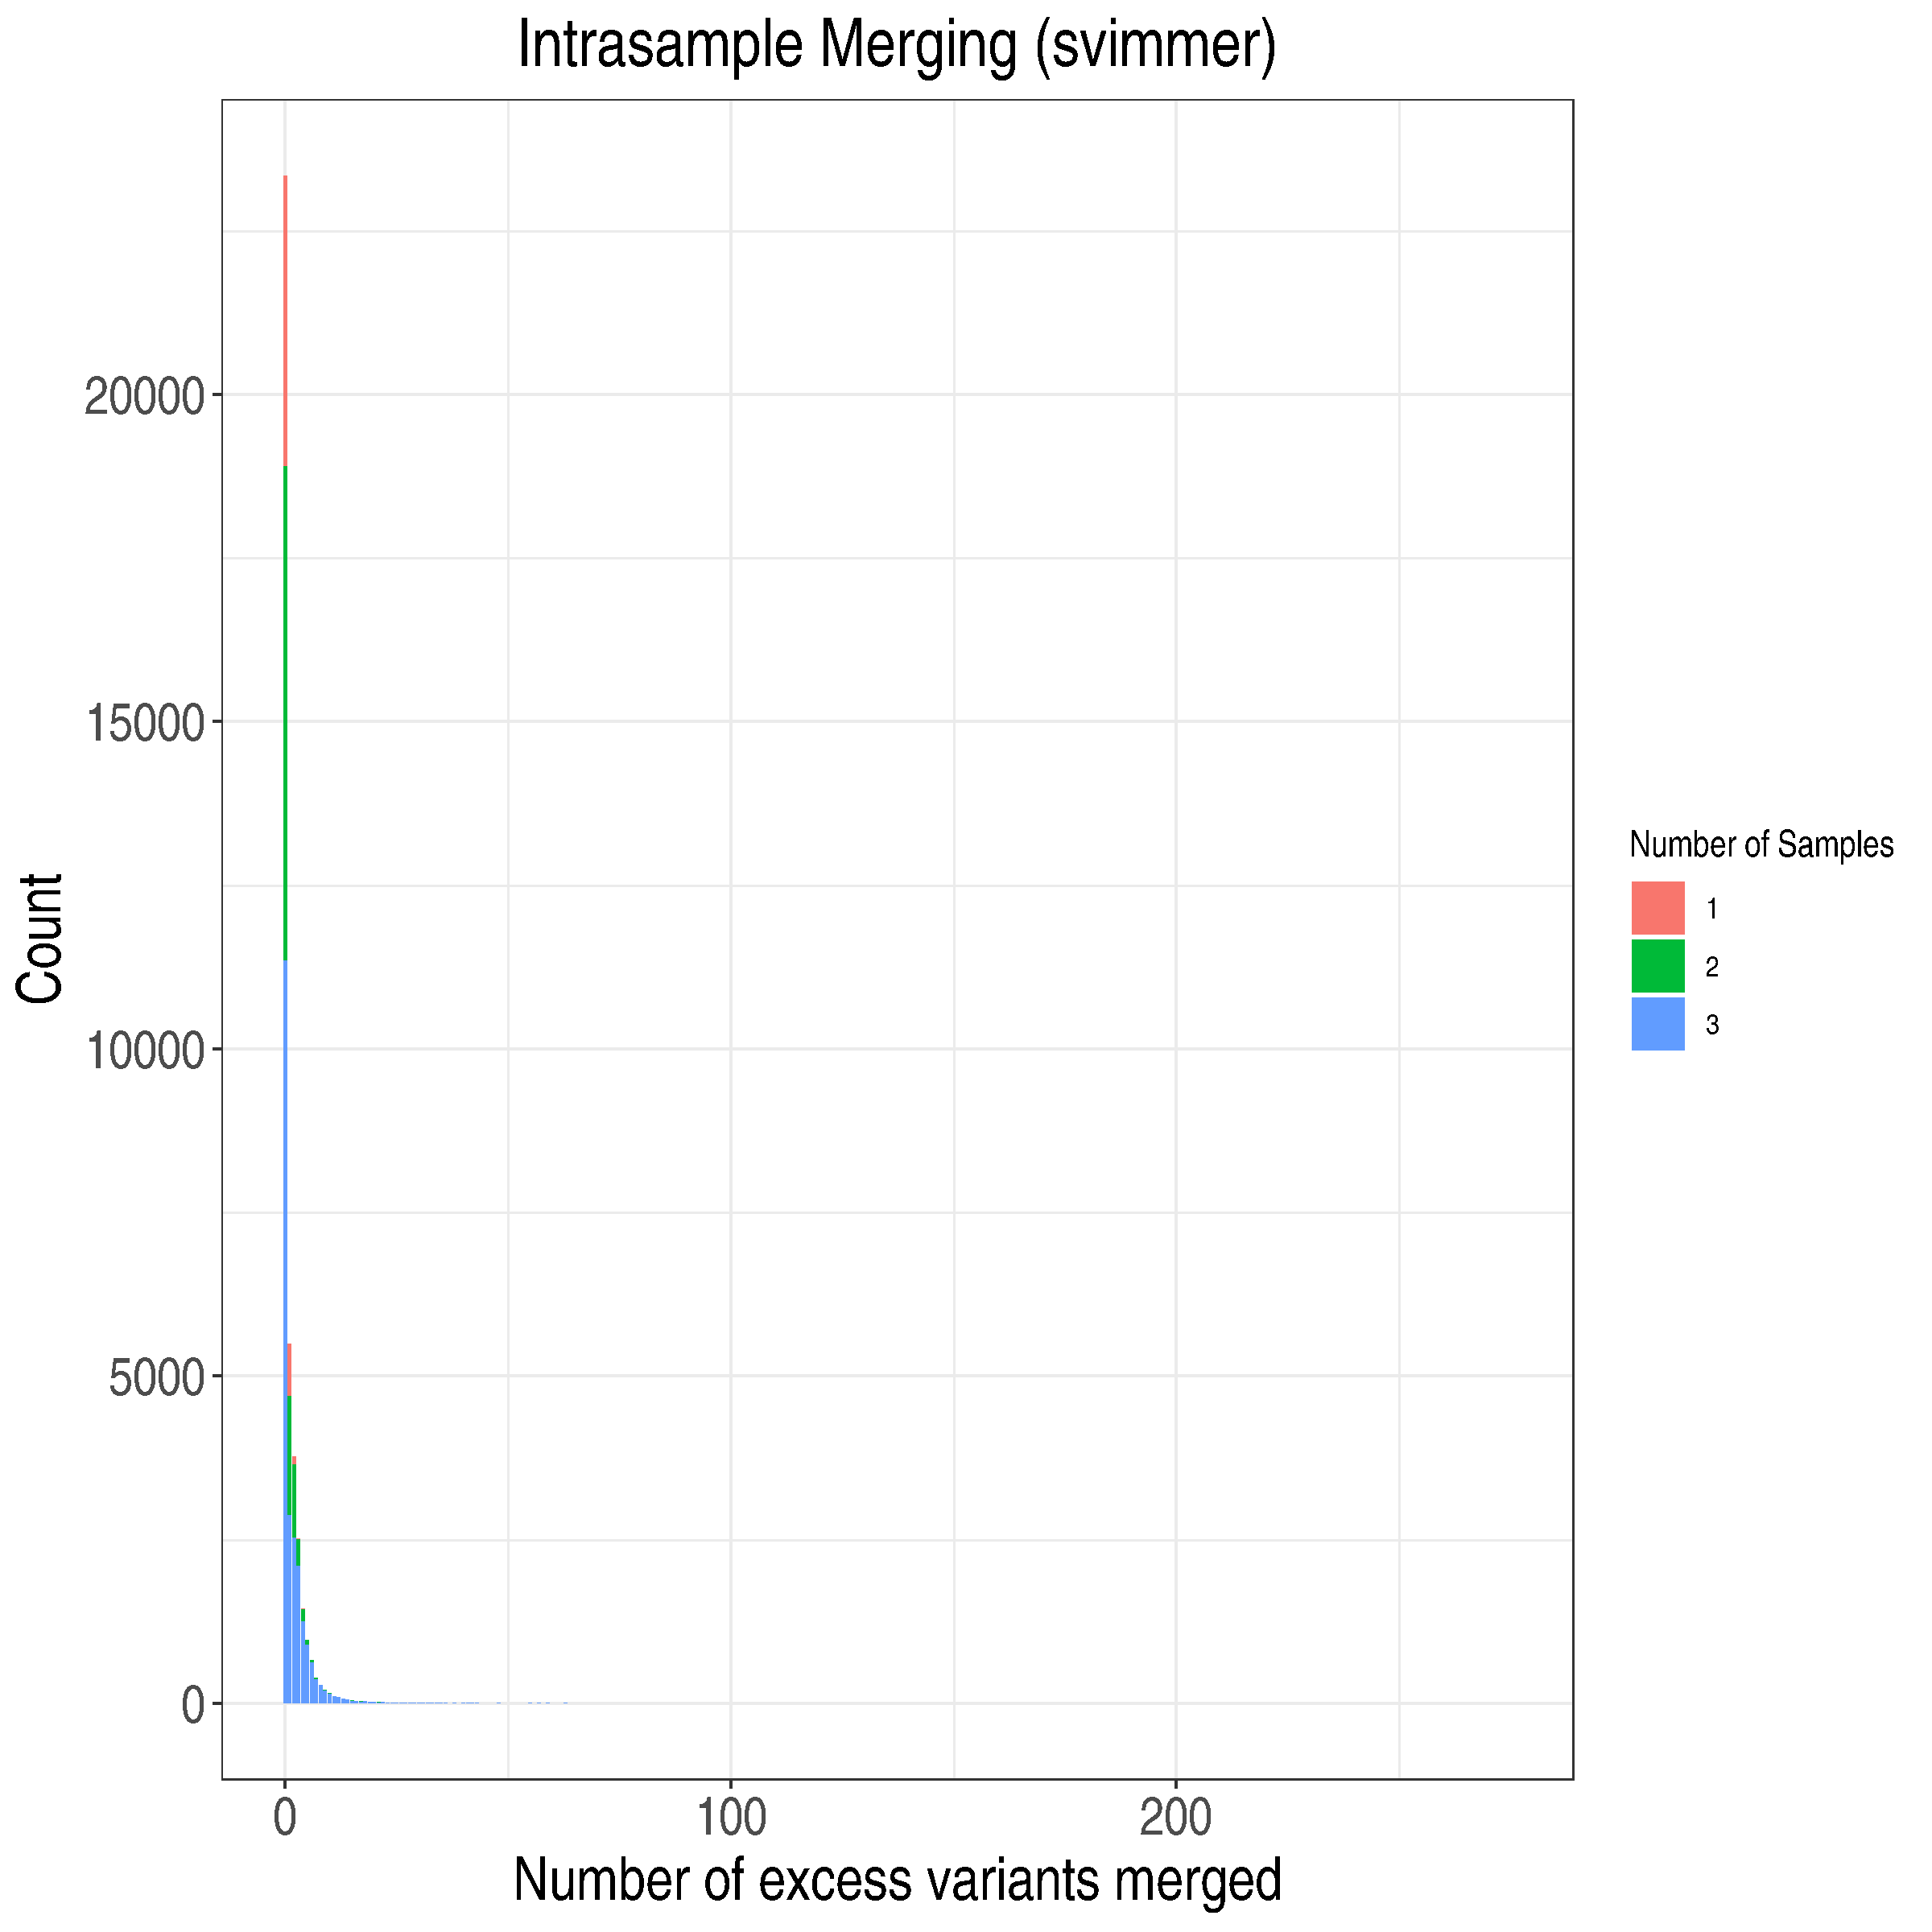 Intrasample Merging (svimmer)
20000
15000
10000
5000
0
Count
0 100 200
Number of excess variants merged
Number of Samples
1
2
3